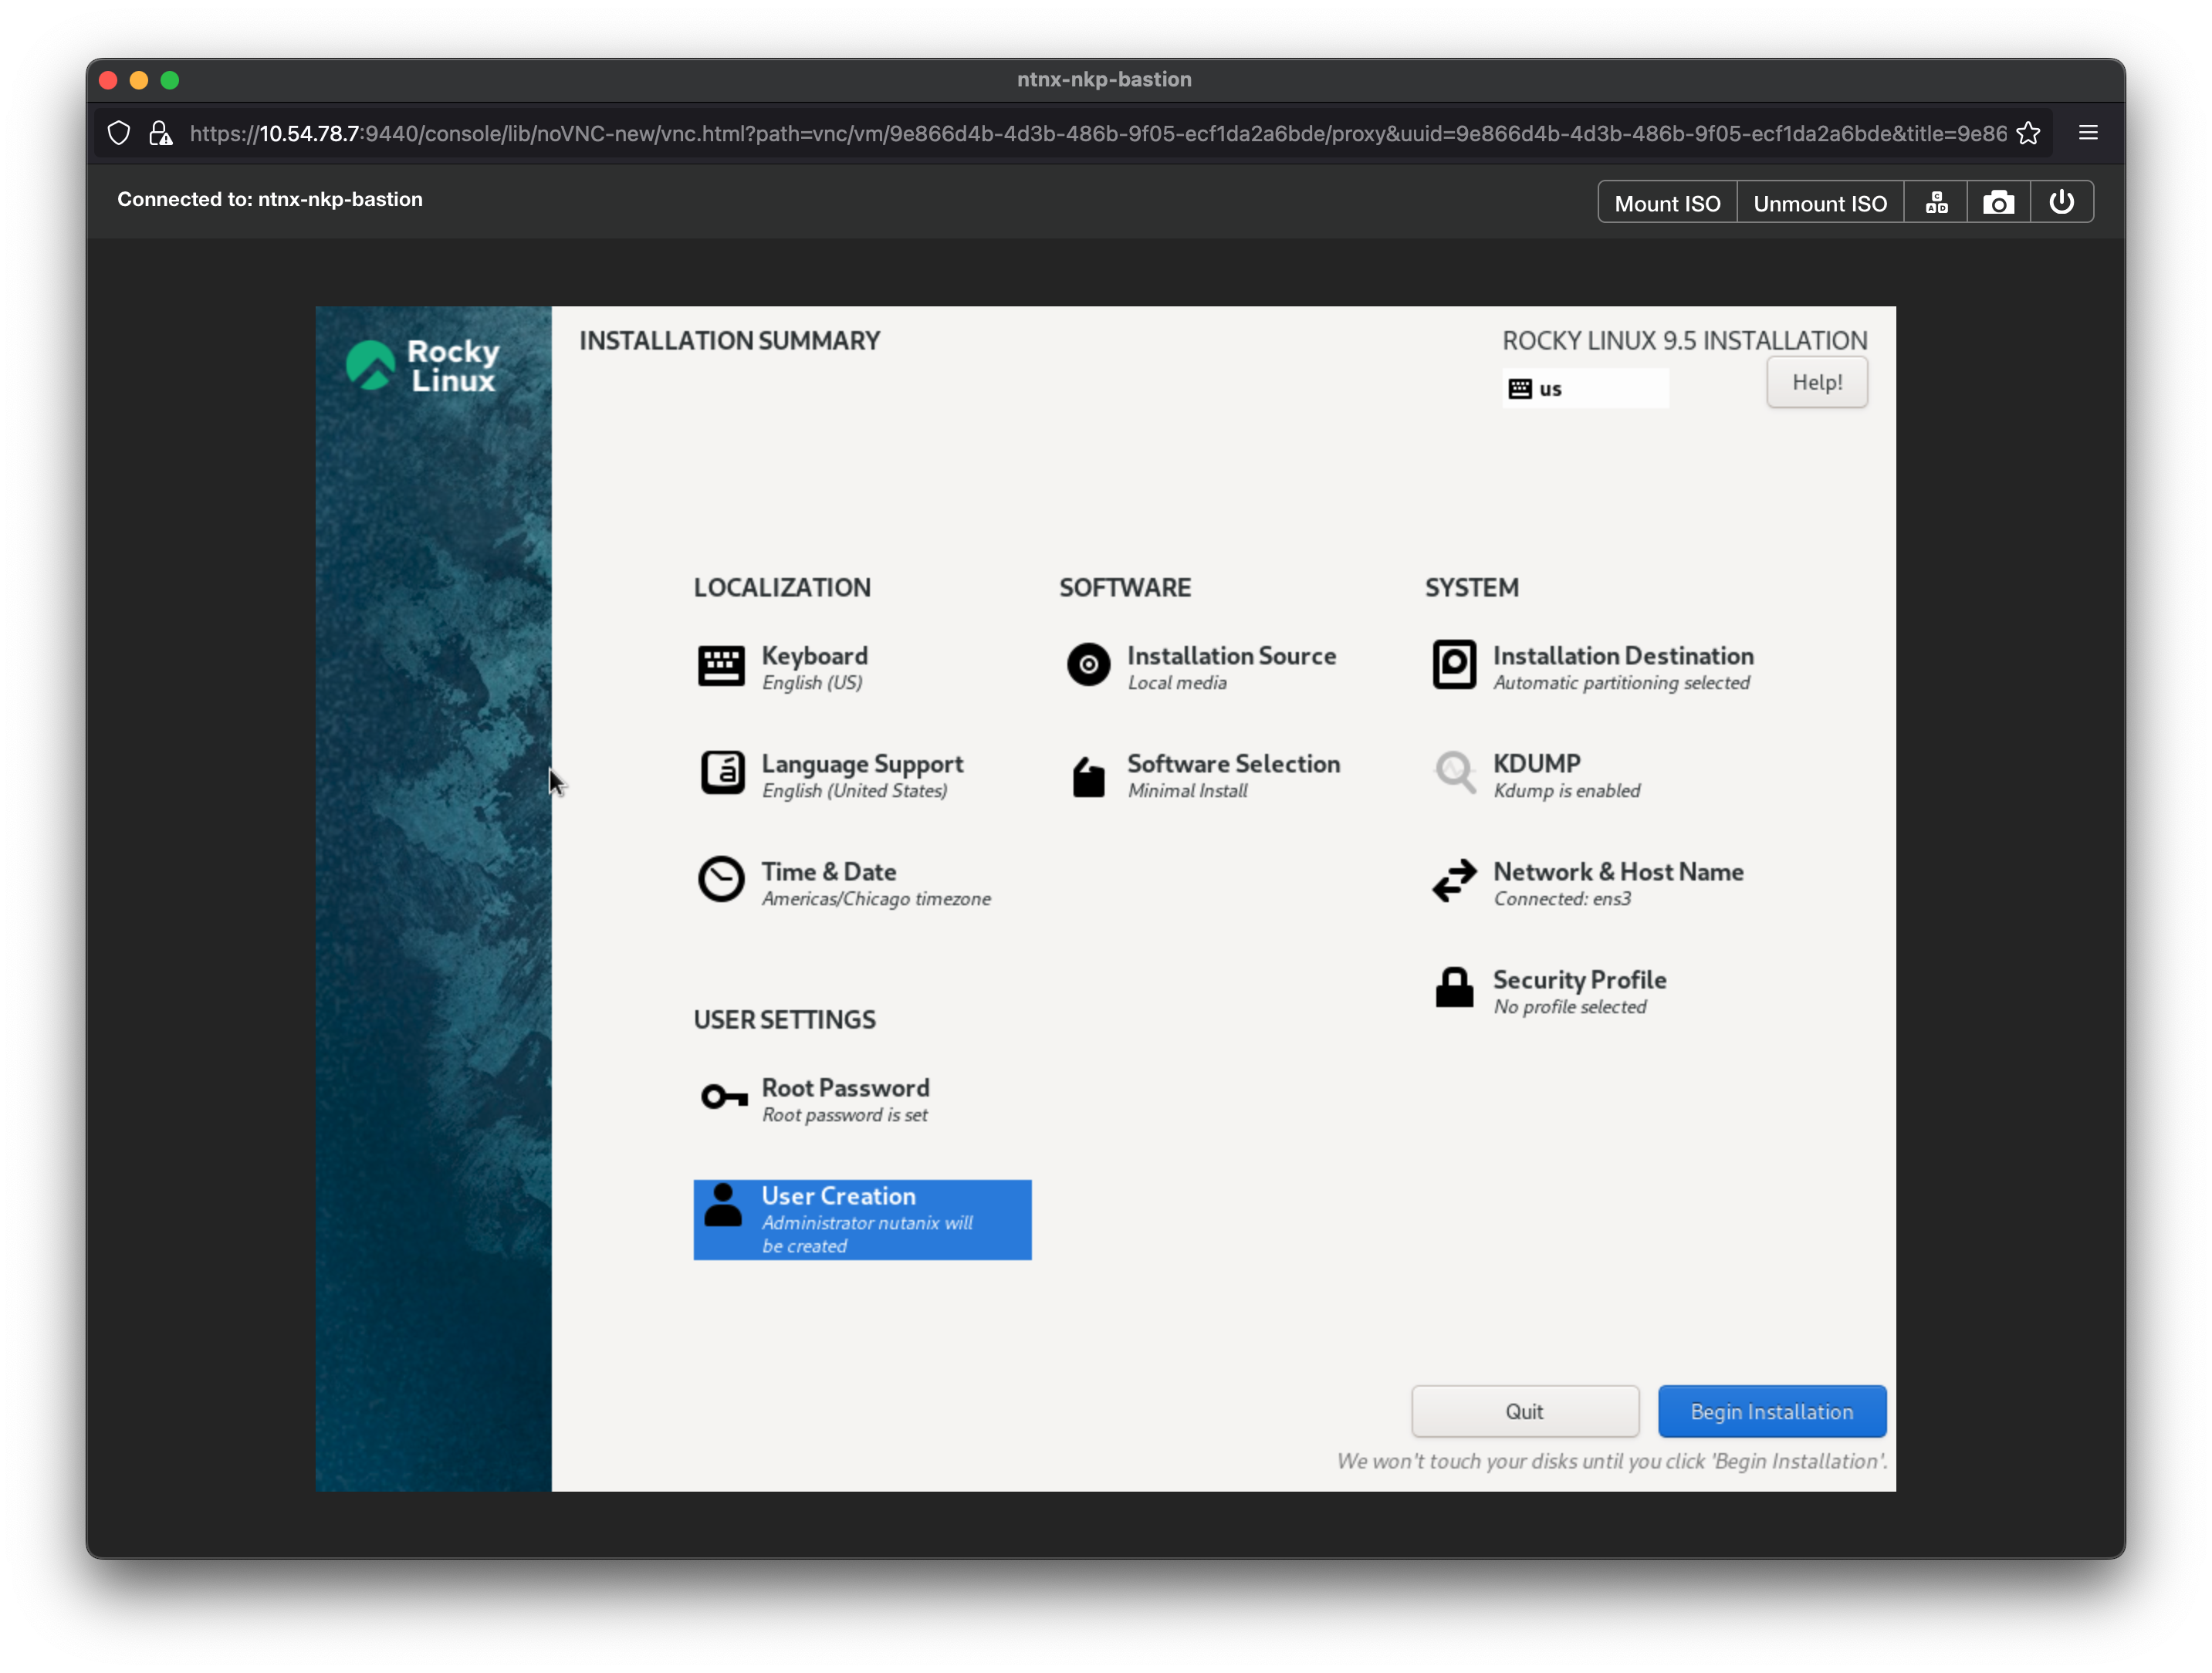 ntnx-nkp-bastion
https://10.54.78.7:9440/console/lib/noVNC-new/vnc.html?path=vnc/vm/9e866d4b-4d3b-486b-9f05-ecf1da2a6bde/proxy&uuid=9e866d4b-4d3b-486b-9f05-ecf1da2a6bde&title=9e86
Connected to: ntnx-nkp-bastion
Mount ISO
Unmount ISO
Rocky
Linux
INSTALLATION SUMMARY
ROCKY LINUX 9.5 INSTALLATION
us
Help!
LOCALIZATION
Keyboard
English (US)
Language Support
English (United States)
Time & Date
Americas/Chicago timezone
SOFTWARE
Installation Source
Local media
Software Selection
Minimal Install
SYSTEM
Installation Destination
Automatic partitioning selected
KDUMP
Kdump is enabled
Network & Host Name
Connected: ens3
Security Profile
No profile selected
USER SETTINGS
Root Password
Root password is set
User Creation
Administrator nutanix will
be created
Quit
Begin Installation
We won't touch your disks until you click 'Begin Installation'.